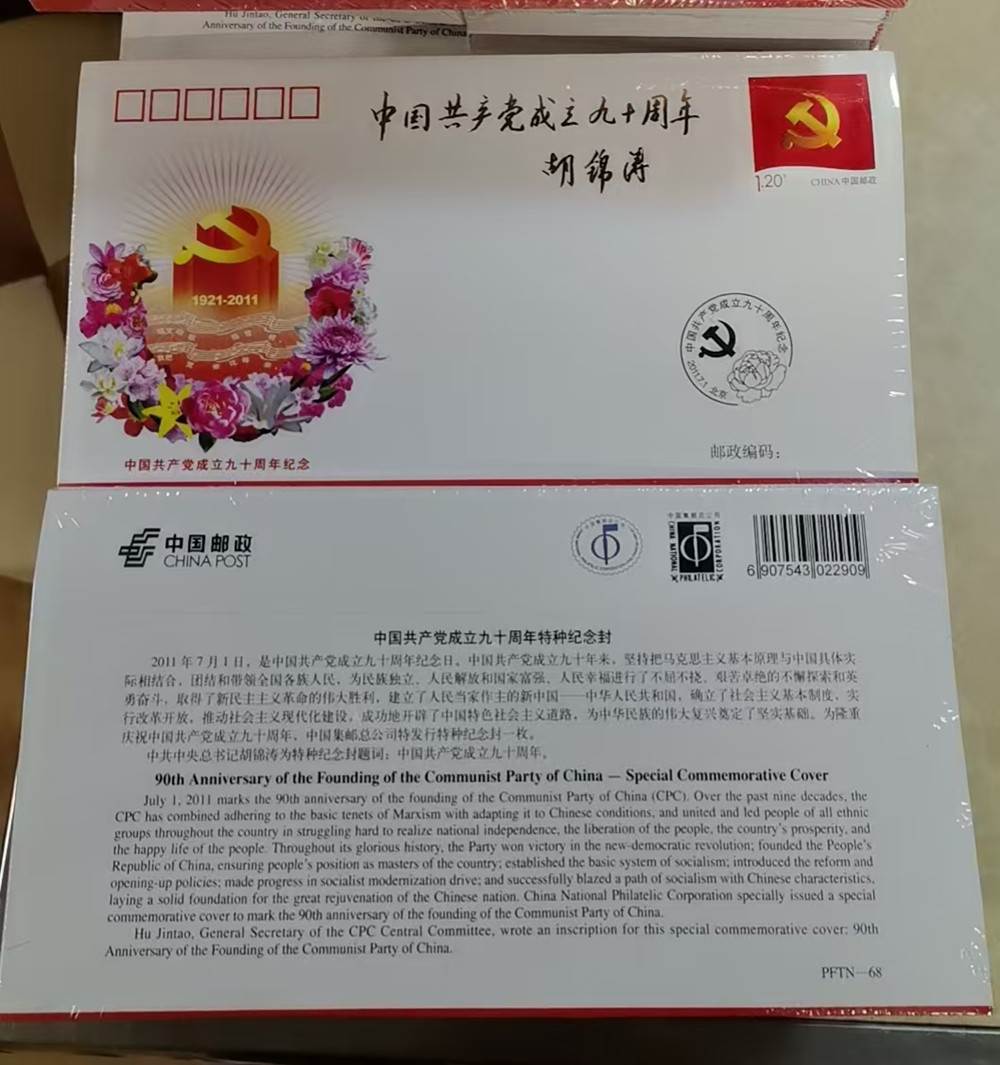 Hu Jintao, General Secretary of
Anniversary of the Founding of the Communist Party of China
中国共产党成立九十周年
胡锦涛
1.20
CHINA中国邮政
1921-2011
中国共产党成立九十周年纪念
2011.7.1 北京
邮政编码：
中国共产党成立九十周年纪念
中国邮政
CHINA POST
中国集邮总公司
CHINA NATIONAL PHILATELIC CORPORATION
6 907543 022909
中国共产党成立九十周年特种纪念封
2011 年 7 月 1 日，是中国共产党成立九十周年纪念日。中国共产党九十年来，坚持把马克思主义基本原理与中国具体实
际相结合，团结和带领全国各族人民，为民族独立、人民解放和国家富强、人民幸福进行了不屈不挠、艰苦卓绝的不懈探索和英
勇奋斗，取得了新民主主义革命的伟大胜利，建立了人民当家作主的新中国——中华人民共和国，确立了社会主义基本制度，实
行改革开放，推动社会主义现代化建设，成功地开辟了中国特色社会主义道路，为中华民族的伟大复兴奠定了坚实基础。为隆重
庆祝中国共产党成立九十周年，中国集邮总公司特发行特种纪念封一枚。
中共中央总书记胡锦涛为特种纪念封题词：中国共产党成立九十周年。
90th Anniversary of the Founding of the Communist Party of China — Special Commemorative Cover
July 1, 2011 marks the 90th anniversary of the founding of the Communist Party of China (CPC). Over the past nine decades, the
CPC has combined adhering to the basic tenets of Marxism with adapting it to Chinese conditions, and united and led people of all ethnic
groups throughout the country in struggling hard to realize national independence, the liberation of the people, the country's prosperity, and
the happy life of the people. Throughout its glorious history, the Party won victory in the new-democratic revolution; founded the People's
Republic of China, ensuring people's position as masters of the country; established the basic system of socialism; introduced the reform and
opening-up policies; made progress in socialist modernization drive; and successfully blazed a path of socialism with Chinese characteristics,
laying a solid foundation for the great rejuvenation of the Chinese nation. China National Philatelic Corporation specially issued a special
commemorative cover to mark the 90th anniversary of the founding of the Communist Party of China.
Hu Jintao, General Secretary of the CPC Central Committee, wrote an inscription for this special commemorative cover: 90th
Anniversary of the Founding of the Communist Party of China.
PFTN—68